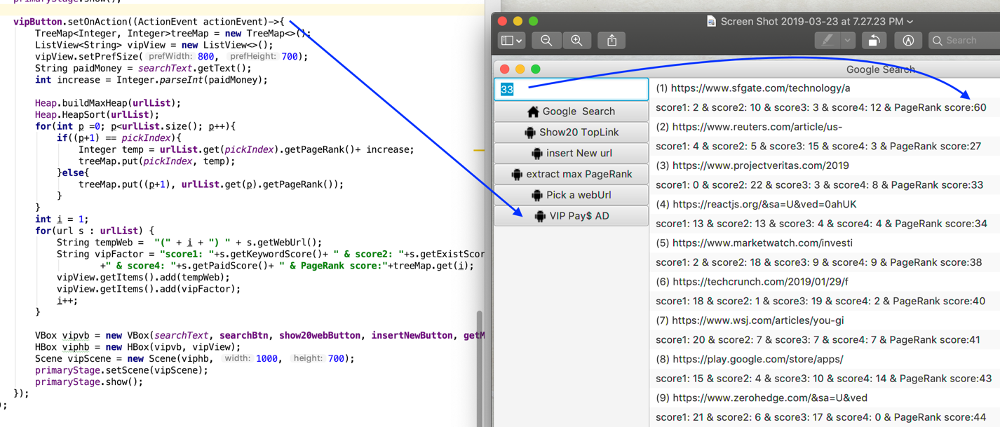 primaryStage.show();
vipButton.setOnAction((ActionEvent actionEvent)->{
TreeMap<Integer, Integer>treeMap = new TreeMap<>();
ListView<String> vipView = new ListView<>();
vipView.setPrefSize( prefWidth: 800, prefHeight: 700);
String paidMoney = searchText.getText();
int increase = Integer.parseInt(paidMoney);
Heap.buildMaxHeap(urlList);
Heap.HeapSort(urlList);
for(int p =0; p<urlList.size(); p++){
if((p+1) == pickIndex){
Integer temp = urlList.get(pickIndex).getPageRank()+ increase;
treeMap.put(pickIndex, temp);
}else{
treeMap.put((p+1), urlList.get(p).getPageRank());
}
}
int i = 1;
for(url s : urlList) {
String tempWeb =  "(" + i + ") " + s.getWebUrl();
String vipFactor = "score1: "+s.getKeywordScore()+ " & score2: "+s.getExistScor
+" & score4: "+s.getPaidScore()+ " & PageRank score:"+treeMap.get(i);
vipView.getItems().add(tempWeb);
vipView.getItems().add(vipFactor);
i++;
}
VBox vipvb = new VBox(searchText, searchBtn, show20webButton, insertNewButton, getM
HBox viphb = new HBox(vipvb, vipView);
Scene vipScene = new Scene(viphb, width: 1000, height: 700);
primaryStage.setScene(vipScene);
primaryStage.show();
});
);
Screen Shot 2019-03-23 at 7.27.23 PM
Search
Google Search
33
Google  Search
Show20 TopLink
insert New url
extract max PageRank
Pick a webUrl
VIP Pay$ AD
(1) https://www.sfgate.com/technology/a
score1: 2 & score2: 10 & score3: 3 & score4: 12 & PageRank score:60
(2) https://www.reuters.com/article/us-
score1: 4 & score2: 5 & score3: 15 & score4: 3 & PageRank score:27
(3) https://www.projectveritas.com/2019
score1: 0 & score2: 22 & score3: 3 & score4: 8 & PageRank score:33
(4) https://reactjs.org/&sa=U&ved=0ahUK
score1: 13 & score2: 13 & score3: 4 & score4: 4 & PageRank score:34
(5) https://www.marketwatch.com/investi
score1: 2 & score2: 18 & score3: 9 & score4: 9 & PageRank score:38
(6) https://techcrunch.com/2019/01/29/f
score1: 18 & score2: 1 & score3: 19 & score4: 2 & PageRank score:40
(7) https://www.wsj.com/articles/you-gi
score1: 20 & score2: 7 & score3: 7 & score4: 7 & PageRank score:41
(8) https://play.google.com/store/apps/
score1: 15 & score2: 4 & score3: 10 & score4: 14 & PageRank score:43
(9) https://www.zerohedge.com/&sa=U&ved
score1: 21 & score2: 6 & score3: 17 & score4: 0 & PageRank score:44